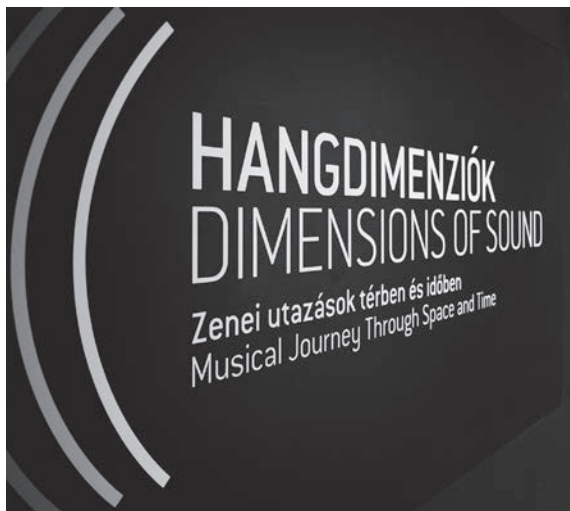 HANGDIMENZIÓK
DIMENSIONS OF SOUND
Zenei utazások térben és időben
Musical Journey Through Space and Time